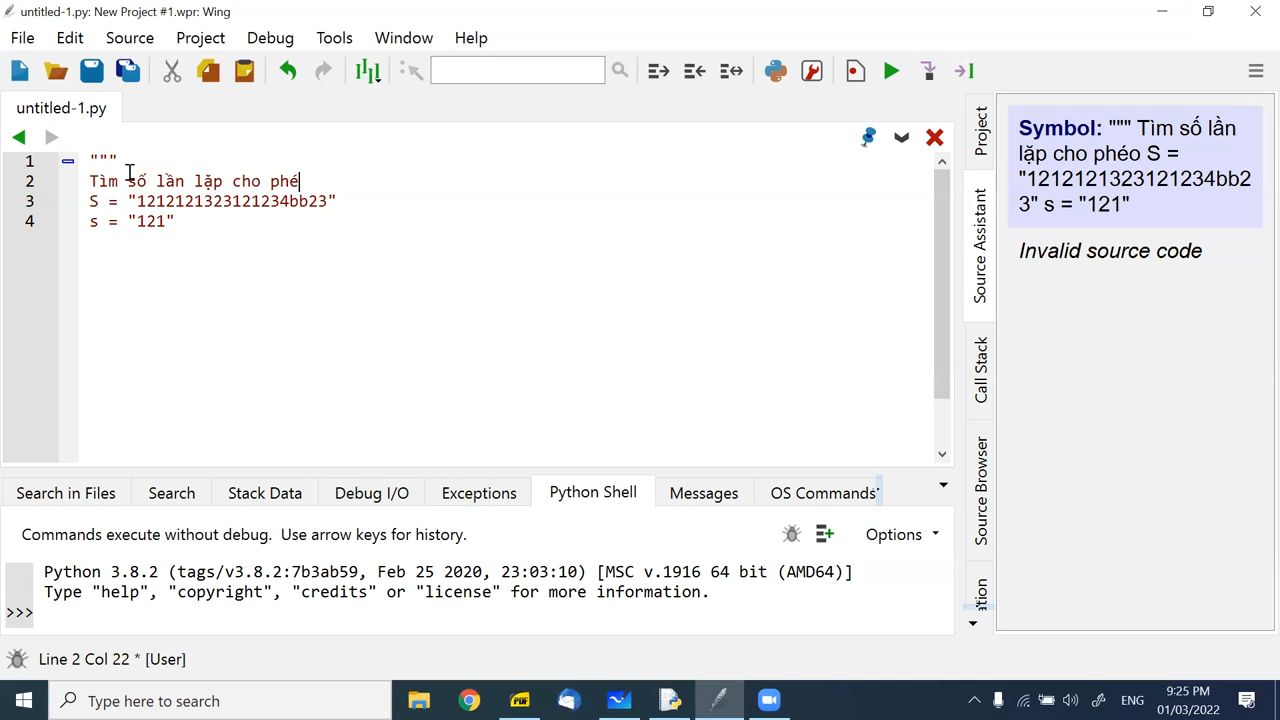 untitled-1.py: New Project #1.wpr: Wing
File Edit Source Project Debug Tools Window Help
untitled-1.py
1 """
2 Tìm số lần lặp cho phé
3 S = "1212121323121234bb23"
4 s = "121"
Project
Source Assistant
Call Stack
Source Browser
ation
Symbol: """ Tìm số lần
lặp cho phéo S =
"1212121323121234bb2
3" s = "121"
Invalid source code
Search in Files Search Stack Data Debug I/O Exceptions Python Shell Messages OS Commands
Commands execute without debug. Use arrow keys for history.
Options
Python 3.8.2 (tags/v3.8.2:7b3ab59, Feb 25 2020, 23:03:10) [MSC v.1916 64 bit (AMD64)]
Type "help", "copyright", "credits" or "license" for more information.
>>>
Line 2 Col 22 * [User]
Type here to search
PDF
ENG
9:25 PM
01/03/2022